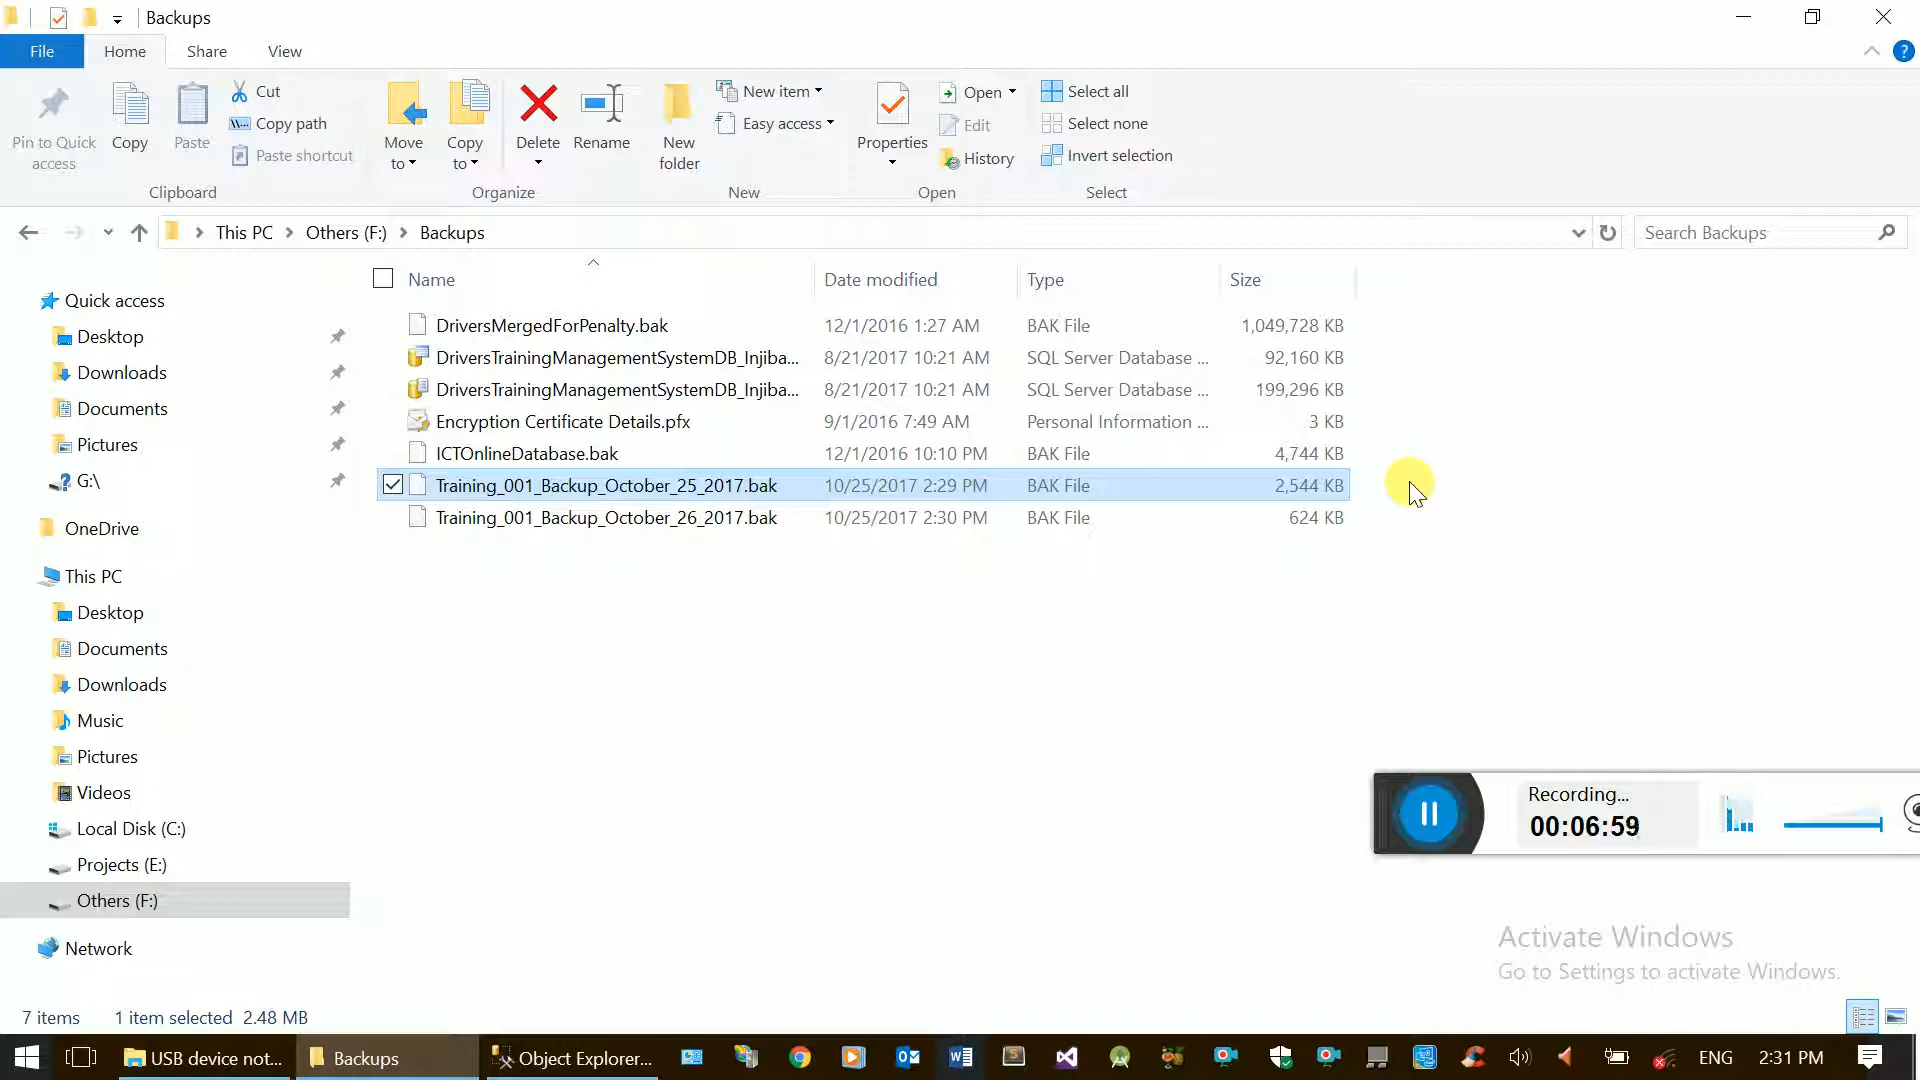 Backups
File Home Share View
Pin to Quick access
Copy
Paste
Cut
Copy path
Paste shortcut
Clipboard
Move to
Copy to
Delete
Rename
Organize
New folder
New item
Easy access
New
Properties
Open
Edit
History
Open
Select all
Select none
Invert selection
Select
This PC Others (F:) Backups
Search Backups
Name Date modified Type Size
DriversMergedForPenalty.bak 12/1/2016 1:27 AM BAK File 1,049,728 KB
DriversTrainingManagementSystemDB_Injiba... 8/21/2017 10:21 AM SQL Server Database ... 92,160 KB
DriversTrainingManagementSystemDB_Injiba... 8/21/2017 10:21 AM SQL Server Database ... 199,296 KB
Encryption Certificate Details.pfx 9/1/2016 7:49 AM Personal Information ... 3 KB
ICTOnlineDatabase.bak 12/1/2016 10:10 PM BAK File 4,744 KB
Training_001_Backup_October_25_2017.bak 10/25/2017 2:29 PM BAK File 2,544 KB
Training_001_Backup_October_26_2017.bak 10/25/2017 2:30 PM BAK File 624 KB
Quick access
Desktop
Downloads
Documents
Pictures
G:\
OneDrive
This PC
Desktop
Documents
Downloads
Music
Pictures
Videos
Local Disk (C:)
Projects (E:)
Others (F:)
Network
Recording...
00:06:59
Activate Windows
Go to Settings to activate Windows.
7 items 1 item selected 2.48 MB
USB device not... Backups Object Explorer... ENG 2:31 PM